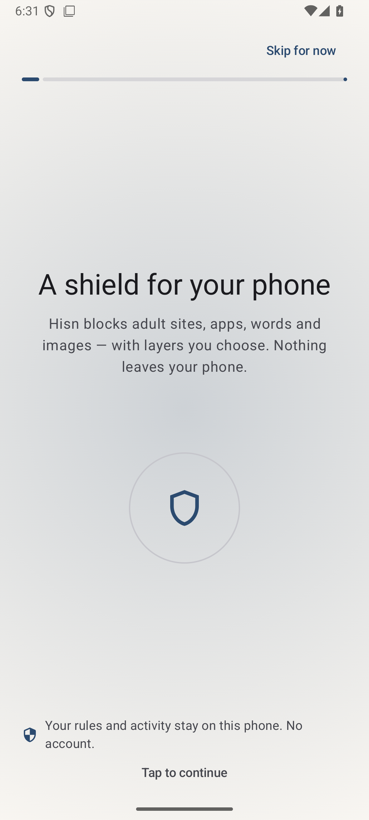 6:31
Skip for now
A shield for your phone
Hisn blocks adult sites, apps, words and
images — with layers you choose. Nothing
leaves your phone.
Your rules and activity stay on this phone. No
account.
Tap to continue